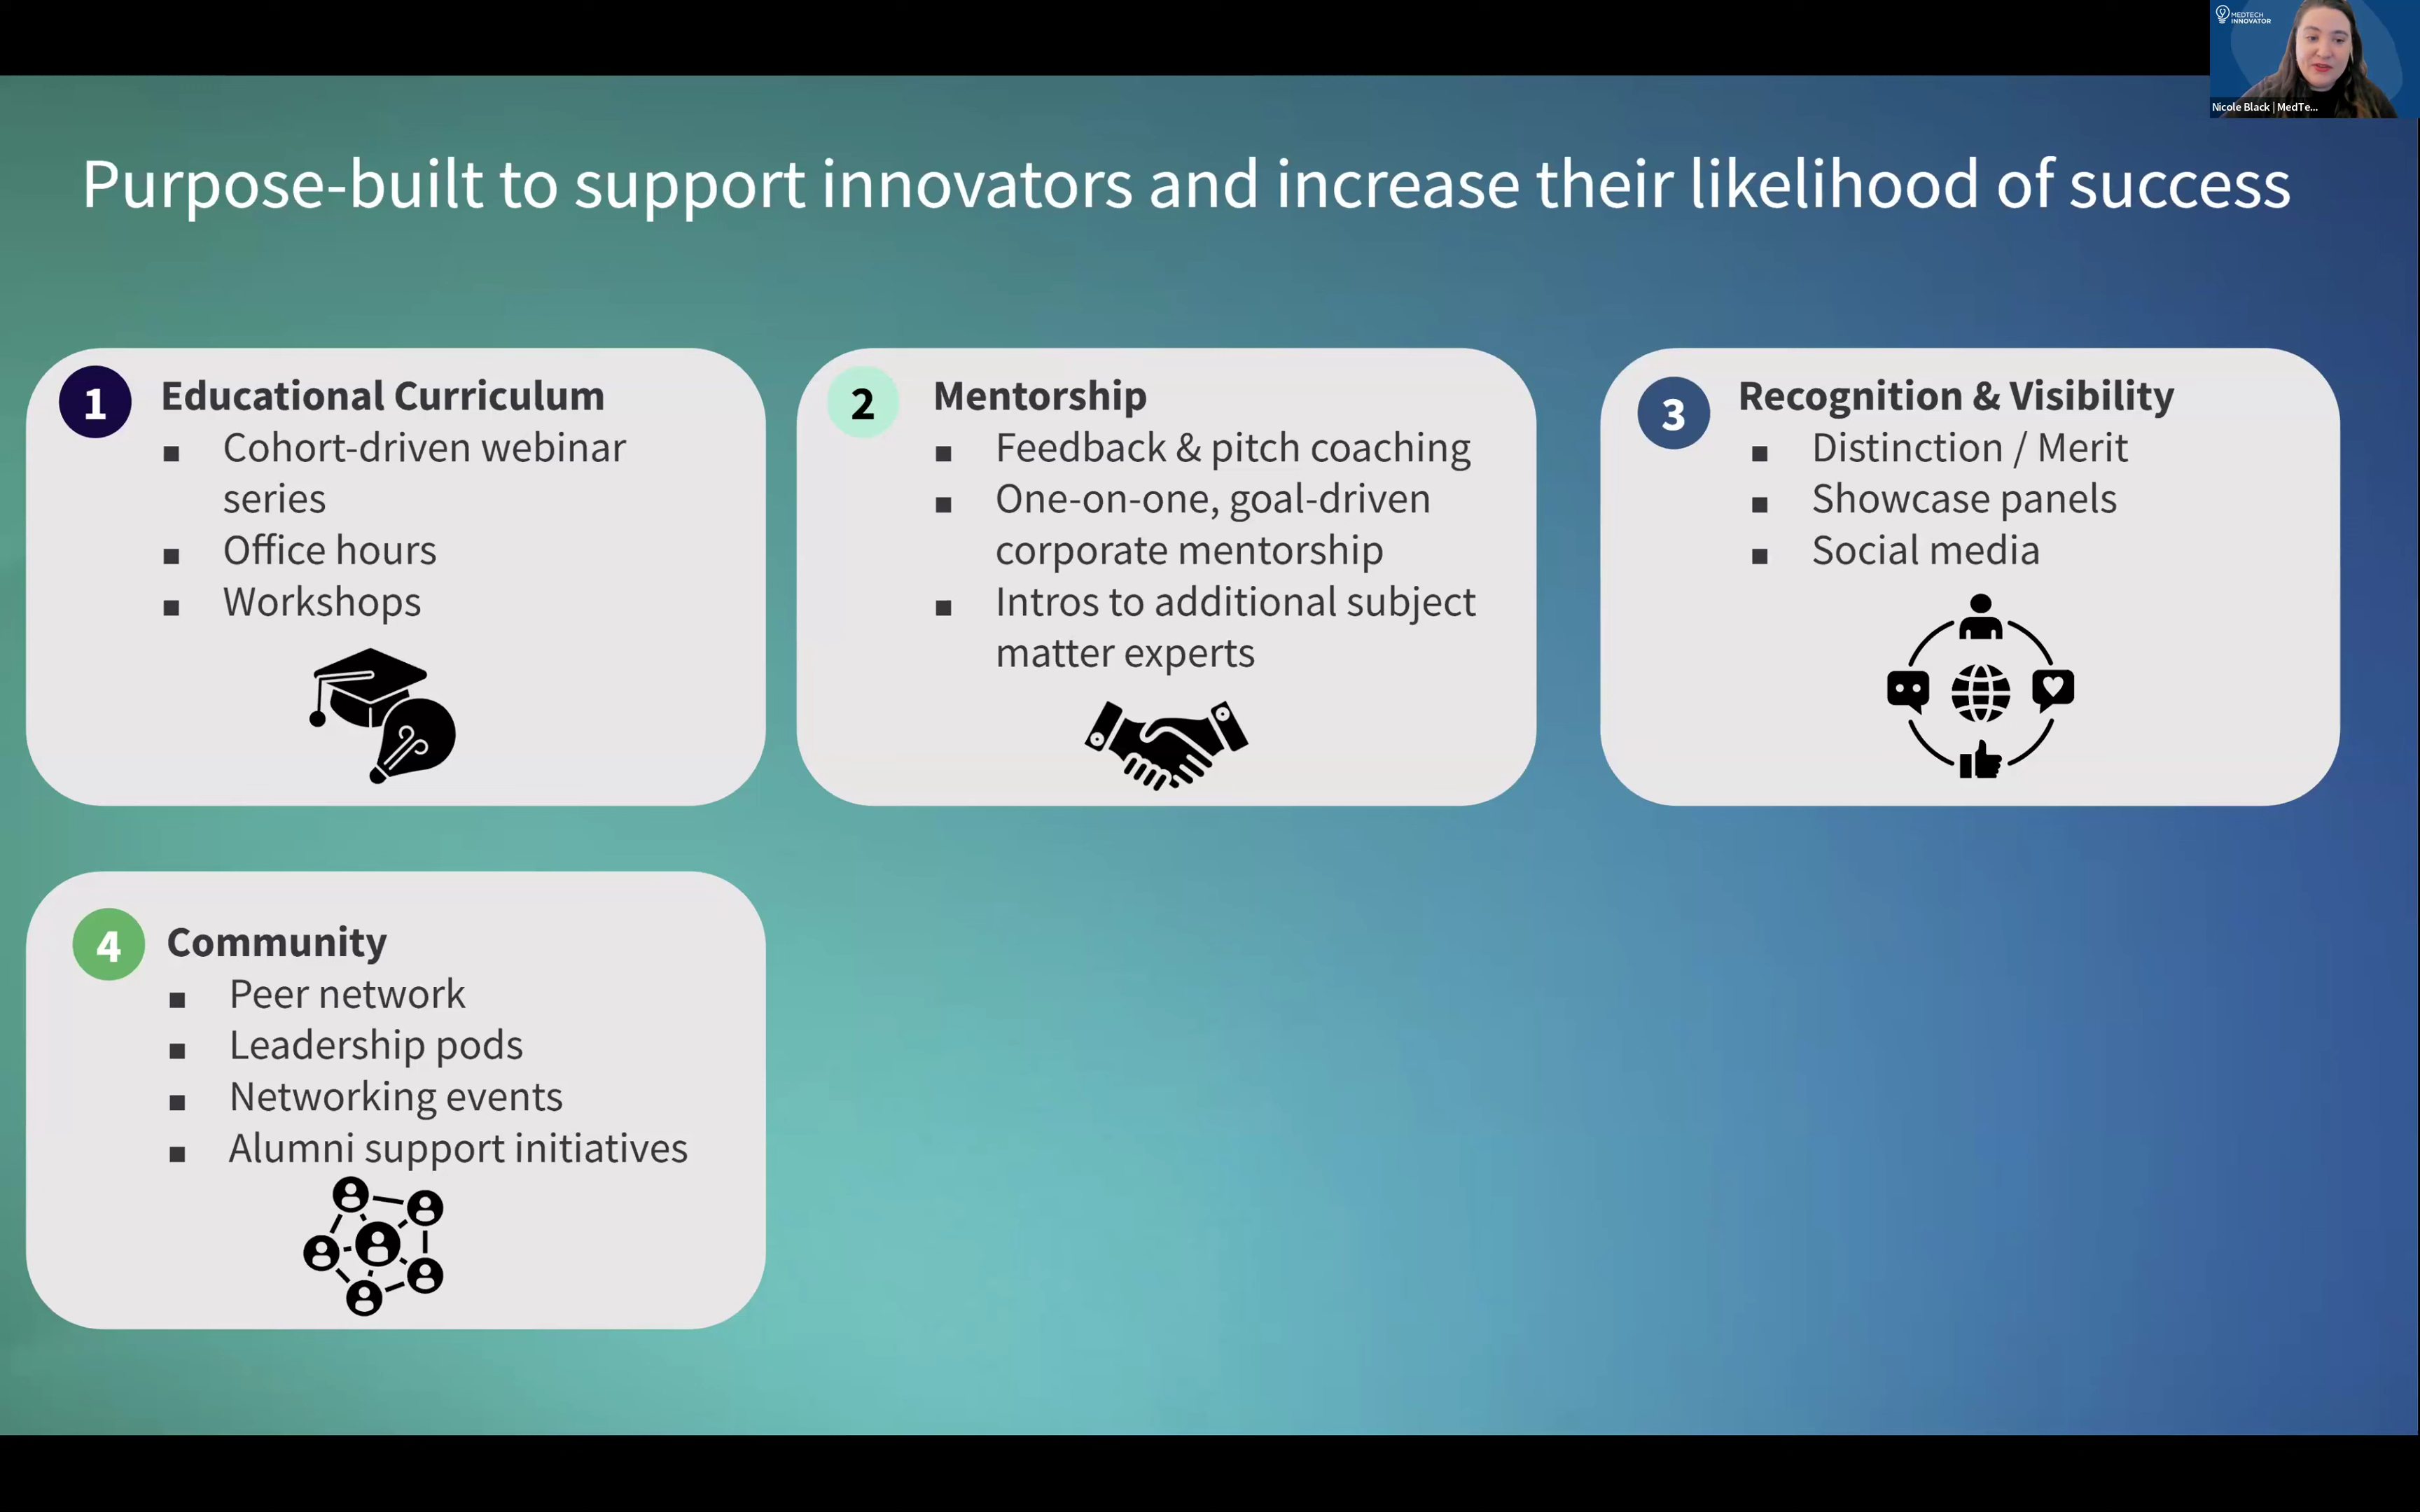 MEDTECH
INNOVATOR
Nicole Black | MedTe...
Purpose-built to support innovators and increase their likelihood of success
1
Educational Curriculum
■ Cohort-driven webinar
series
■ Office hours
■ Workshops
2
Mentorship
■ Feedback & pitch coaching
■ One-on-one, goal-driven
corporate mentorship
■ Intros to additional subject
matter experts
3
Recognition & Visibility
■ Distinction / Merit
■ Showcase panels
■ Social media
4
Community
■ Peer network
■ Leadership pods
■ Networking events
■ Alumni support initiatives